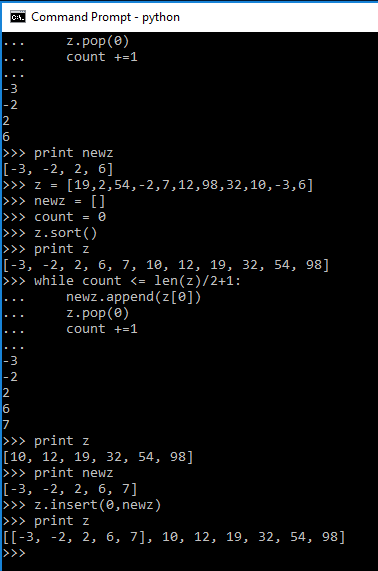 C:\. Command Prompt - python
...     z.pop(0)
...     count +=1
...
-3
-2
2
6
>>> print newz
[-3, -2, 2, 6]
>>> z = [19,2,54,-2,7,12,98,32,10,-3,6]
>>> newz = []
>>> count = 0
>>> z.sort()
>>> print z
[-3, -2, 2, 6, 7, 10, 12, 19, 32, 54, 98]
>>> while count <= len(z)/2+1:
...     newz.append(z[0])
...     z.pop(0)
...     count +=1
...
-3
-2
2
6
7
>>> print z
[10, 12, 19, 32, 54, 98]
>>> print newz
[-3, -2, 2, 6, 7]
>>> z.insert(0,newz)
>>> print z
[[-3, -2, 2, 6, 7], 10, 12, 19, 32, 54, 98]
>>>